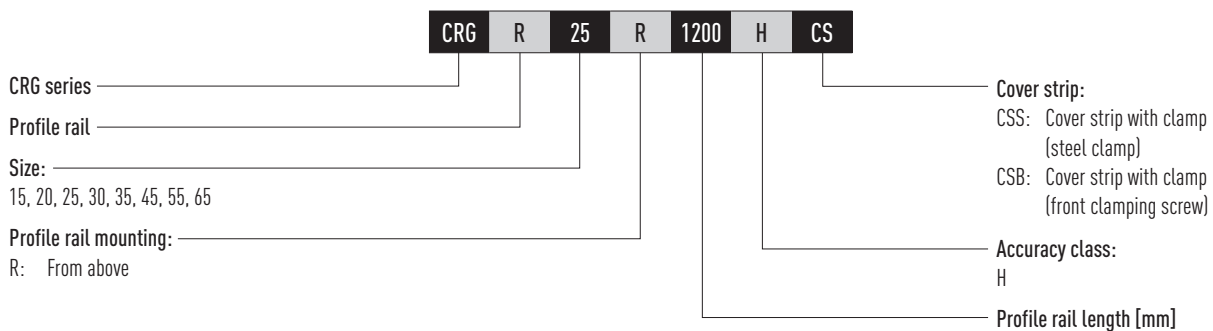 CRG R 25 R 1200 H CS
CRG series
Profile rail
Size:
15, 20, 25, 30, 35, 45, 55, 65
Profile rail mounting:
R: From above
Cover strip:
CSS: Cover strip with clamp
(steel clamp)
CSB: Cover strip with clamp
(front clamping screw)
Accuracy class:
H
Profile rail length [mm]